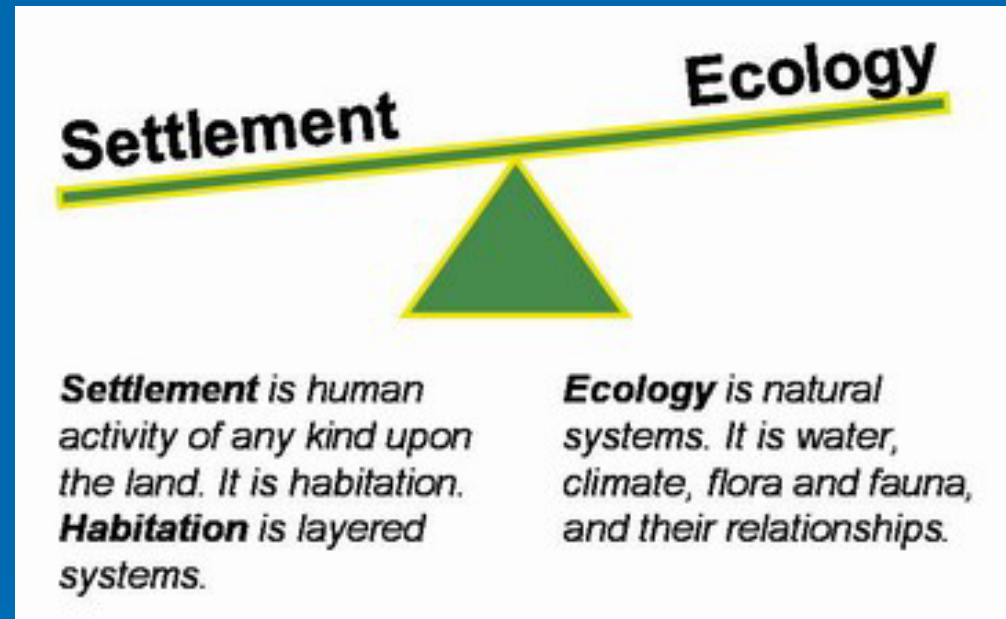 Settlement
Ecology
Settlement is human
activity of any kind upon
the land. It is habitation.
Habitation is layered
systems.
Ecology is natural
systems. It is water,
climate, flora and fauna,
and their relationships.